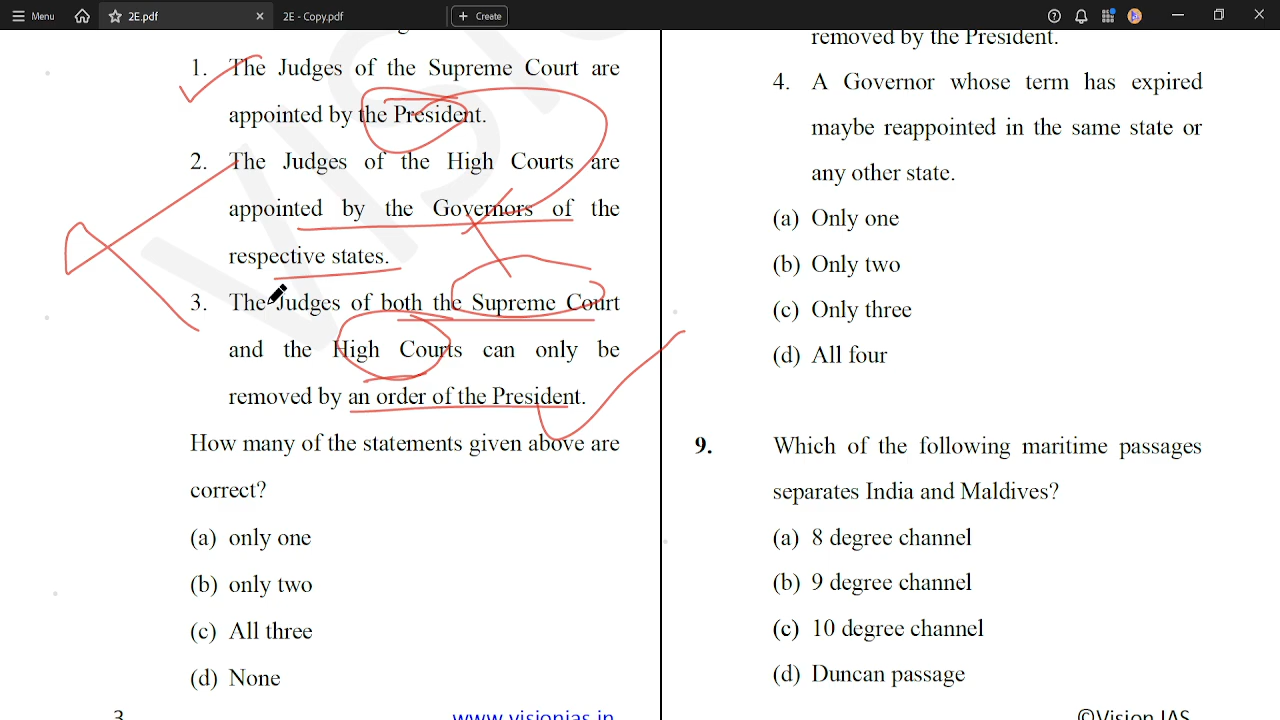 Menu
2E.pdf
2E - Copy.pdf
Create
1. The Judges of the Supreme Court are
appointed by the President.
2. The Judges of the High Courts are
appointed by the Governors of the
respective states.
3. The Judges of both the Supreme Court
and the High Courts can only be
removed by an order of the President.
How many of the statements given above are
correct?
(a) only one
(b) only two
(c) All three
(d) None
3
www.visionias.in
removed by the President.
4. A Governor whose term has expired
maybe reappointed in the same state or
any other state.
(a) Only one
(b) Only two
(c) Only three
(d) All four
9. Which of the following maritime passages
separates India and Maldives?
(a) 8 degree channel
(b) 9 degree channel
(c) 10 degree channel
(d) Duncan passage
©Vision IAS